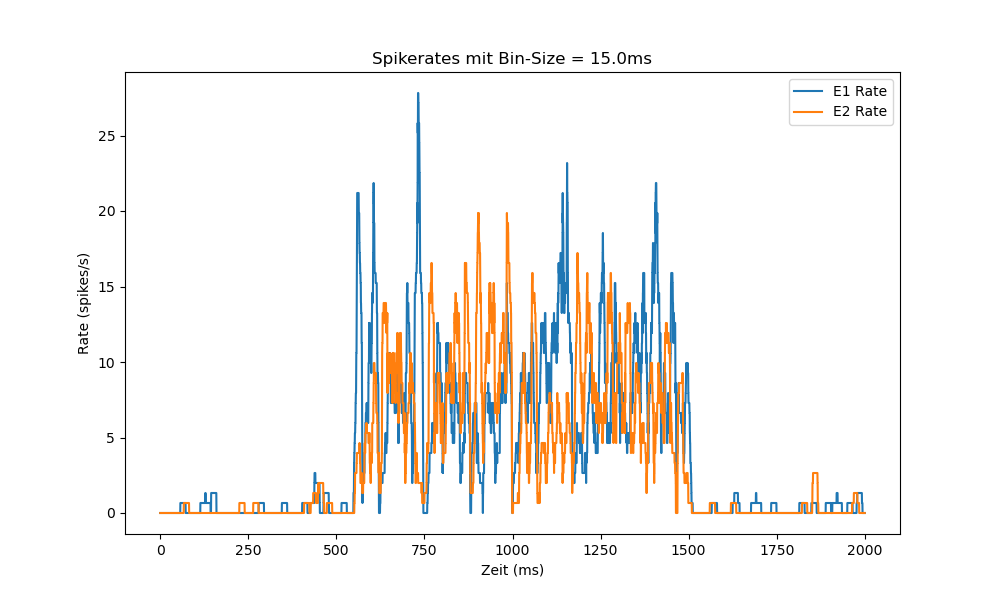 Spikerates mit Bin-Size = 15.0ms
E1 Rate
E2 Rate
Rate (spikes/s)
25
20
15
10
5
0
0 250 500 750 1000 1250 1500 1750 2000
Zeit (ms)